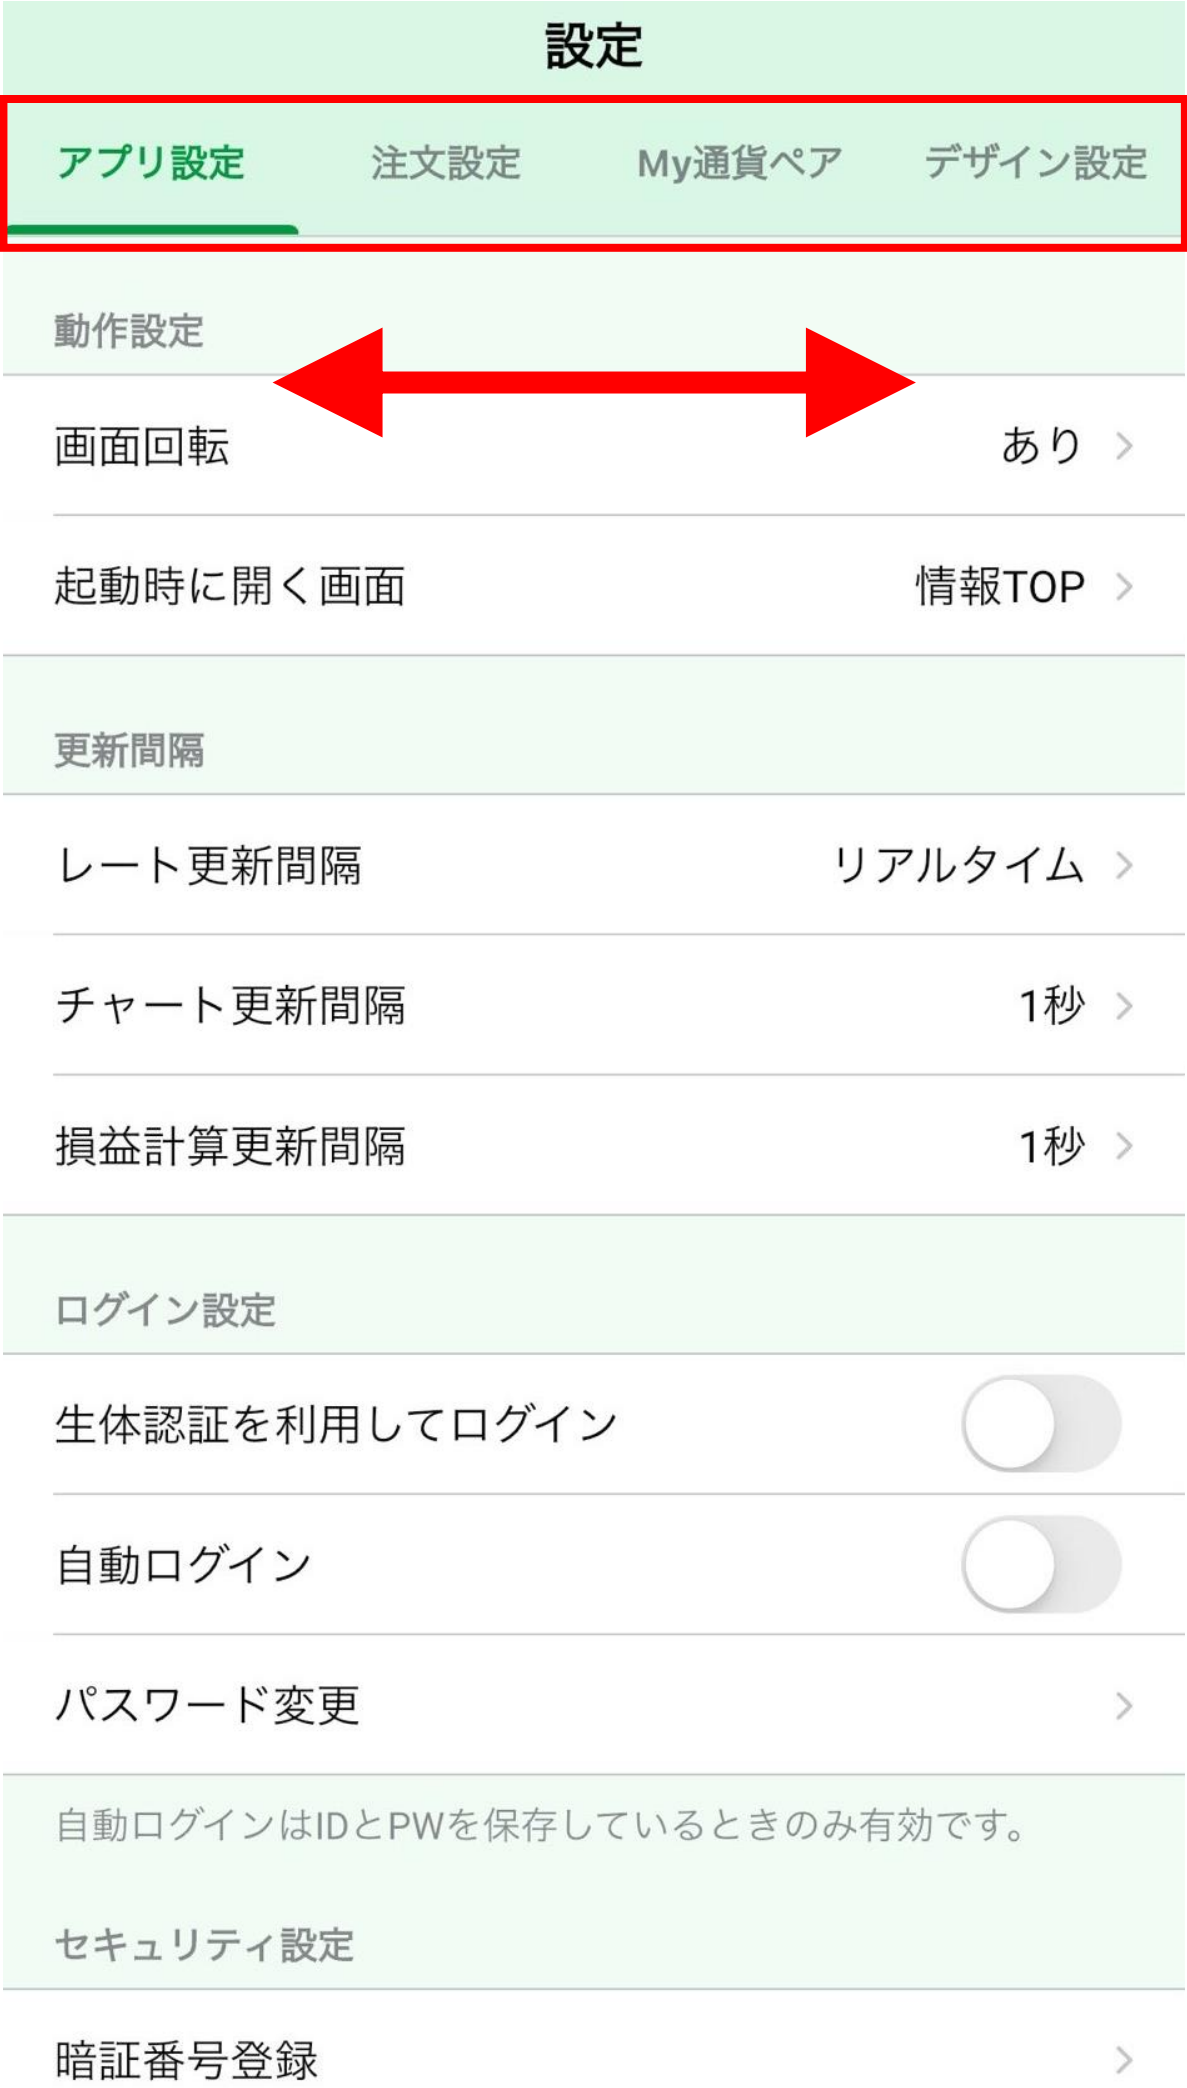 設定
アプリ設定 注文設定 My通貨ペア デザイン設定
動作設定
画面回転 あり
起動時に開く画面 情報TOP
更新間隔
レート更新間隔 リアルタイム
チャート更新間隔 1秒
損益計算更新間隔 1秒
ログイン設定
生体認証を利用してログイン
自動ログイン
パスワード変更
自動ログインはIDとPWを保存しているときのみ有効です。
セキュリティ設定
暗証番号登録